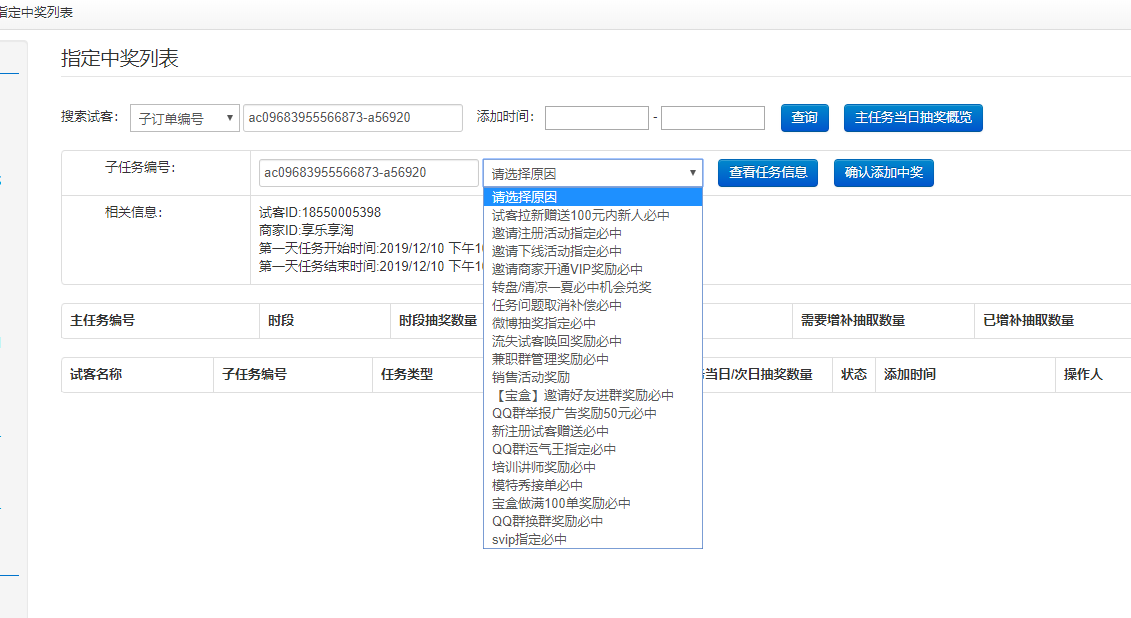 指定中奖列表
指定中奖列表
搜索试客: 子订单编号 ac09683955566873-a56920 添加时间: - 查询 主任务当日抽奖概览
子任务编号: ac09683955566873-a56920 请选择原因 查看任务信息 确认添加中奖
请选择原因
相关信息: 试客ID:18550005398
商家ID:享乐享淘
第一天任务开始时间:2019/12/10 下午1
第一天任务结束时间:2019/12/10 下午1
试客拉新赠送100元内新人必中
邀请注册活动指定必中
邀请下线活动指定必中
邀请商家开通VIP奖励必中
转盘/清凉一夏必中机会兑奖
任务问题取消补偿必中
微博抽奖指定必中
流失试客唤回奖励必中
兼职群管理奖励必中
销售活动奖励
【宝盒】邀请好友进群奖励必中
QQ群举报广告奖励50元必中
新注册试客赠送必中
QQ群运气王指定必中
培训讲师奖励必中
模特秀接单必中
宝盒做满100单奖励必中
QQ群换群奖励必中
svip指定必中
主任务编号 时段 时段抽奖数量 需要增补抽取数量 已增补抽取数量
试客名称 子任务编号 任务类型 当日/次日抽奖数量 状态 添加时间 操作人